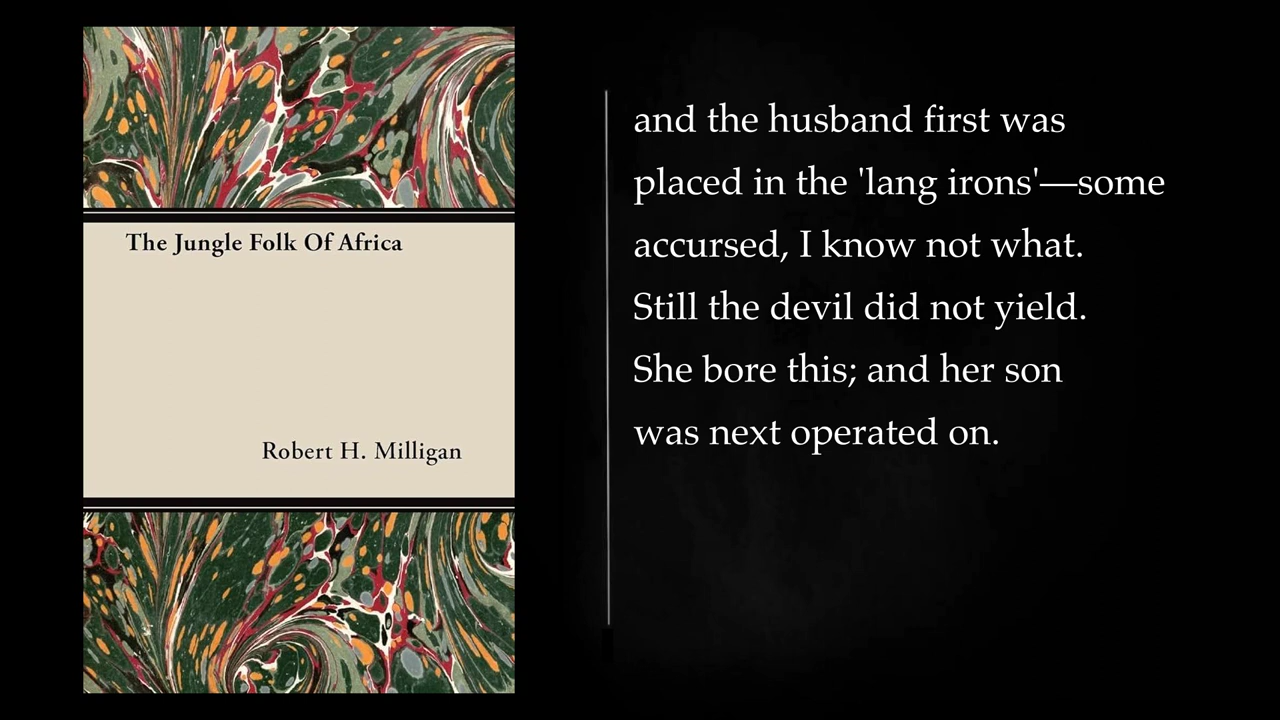 The Jungle Folk Of Africa
Robert H. Milligan
and the husband first was
placed in the 'lang irons'—some
accursed, I know not what.
Still the devil did not yield.
She bore this; and her son
was next operated on.